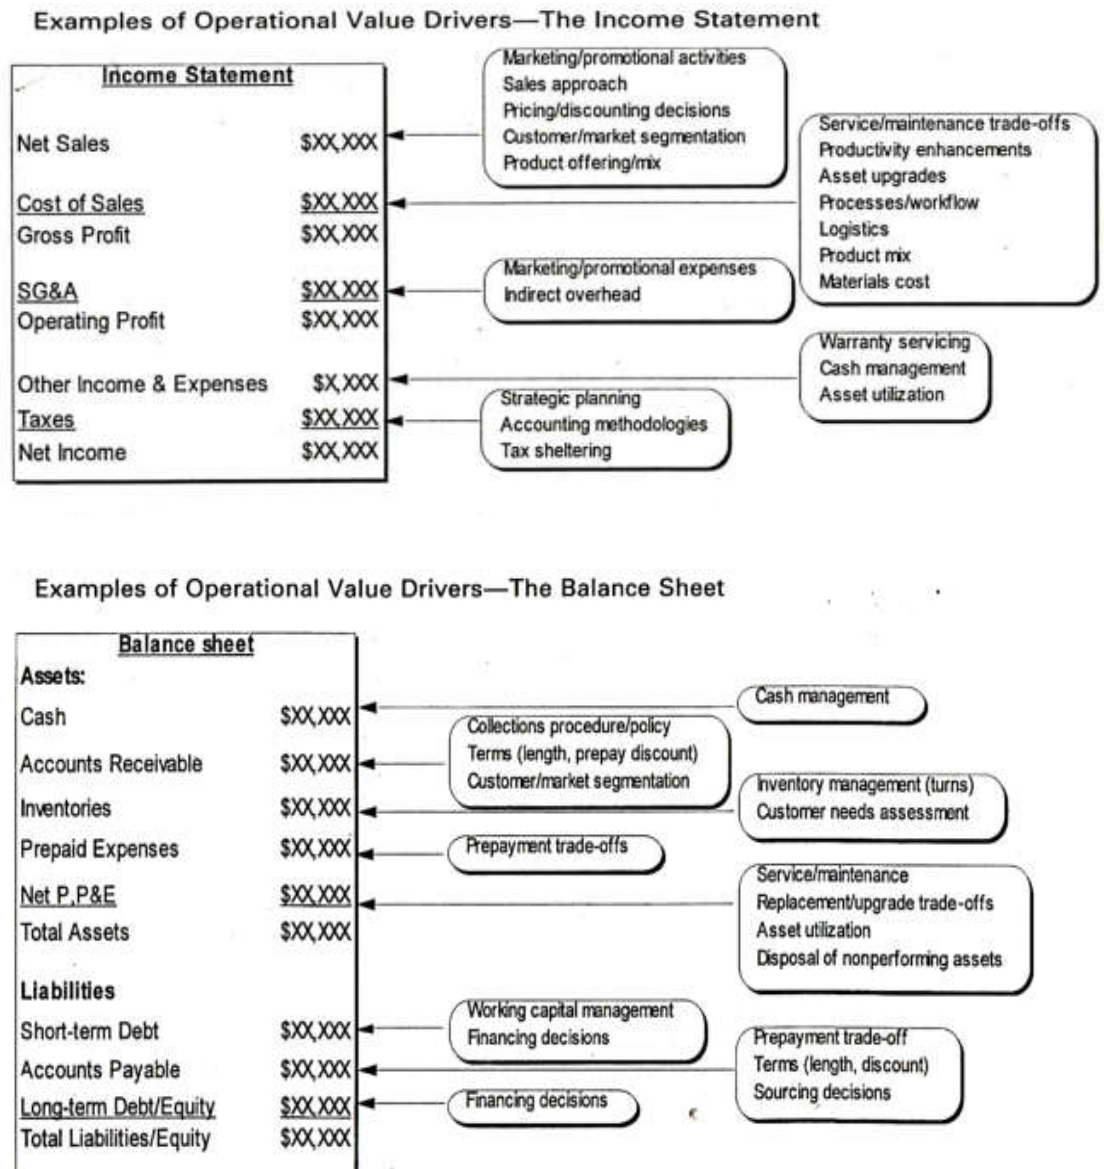 Examples of Operational Value Drivers—The Income Statement
Income Statement
Net Sales $XX,XXX
Marketing/promotional activities
Sales approach
Pricing/discounting decisions
Customer/market segmentation
Product offering/mix
Cost of Sales $XX,XXX
Service/maintenance trade-offs
Productivity enhancements
Asset upgrades
Processes/workflow
Logistics
Product mix
Materials cost
Gross Profit $XX,XXX
SG&A $XX,XXX
Marketing/promotional expenses
Indirect overhead
Operating Profit $XX,XXX
Other Income & Expenses $X,XXX
Warranty servicing
Cash management
Asset utilization
Taxes $XX,XXX
Strategic planning
Accounting methodologies
Tax sheltering
Net Income $XX,XXX
Examples of Operational Value Drivers—The Balance Sheet
Balance sheet
Assets:
Cash $XX,XXX
Cash management
Accounts Receivable $XX,XXX
Collections procedure/policy
Terms (length, prepay discount)
Customer/market segmentation
Inventories $XX,XXX
Inventory management (turns)
Customer needs assessment
Prepaid Expenses $XX,XXX
Prepayment trade-offs
Net P,P&E $XX,XXX
Service/maintenance
Replacement/upgrade trade-offs
Asset utilization
Disposal of nonperforming assets
Total Assets $XX,XXX
Liabilities
Short-term Debt $XX,XXX
Working capital management
Financing decisions
Accounts Payable $XX,XXX
Prepayment trade-off
Terms (length, discount)
Sourcing decisions
Long-term Debt/Equity $XX,XXX
Financing decisions
Total Liabilities/Equity $XX,XXX